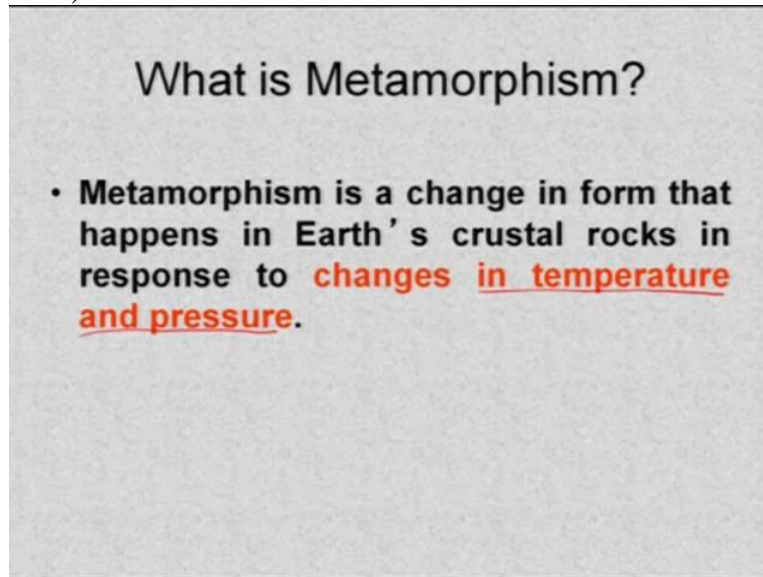 What is Metamorphism?
• Metamorphism is a change in form that
happens in Earth's crustal rocks in
response to changes in temperature
and pressure.